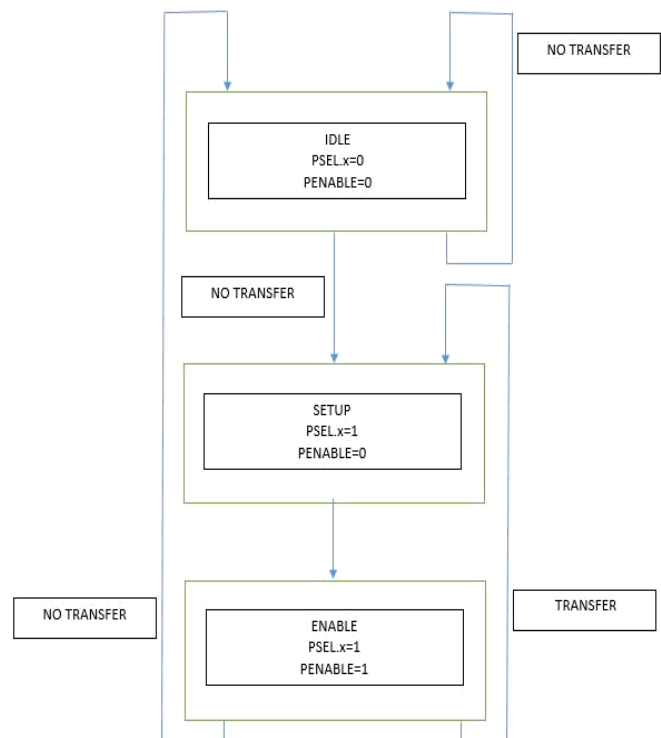 NO TRANSFER
IDLE
PSEL.x=0
PENABLE=0
NO TRANSFER
SETUP
PSEL.x=1
PENABLE=0
NO TRANSFER
TRANSFER
ENABLE
PSEL.x=1
PENABLE=1